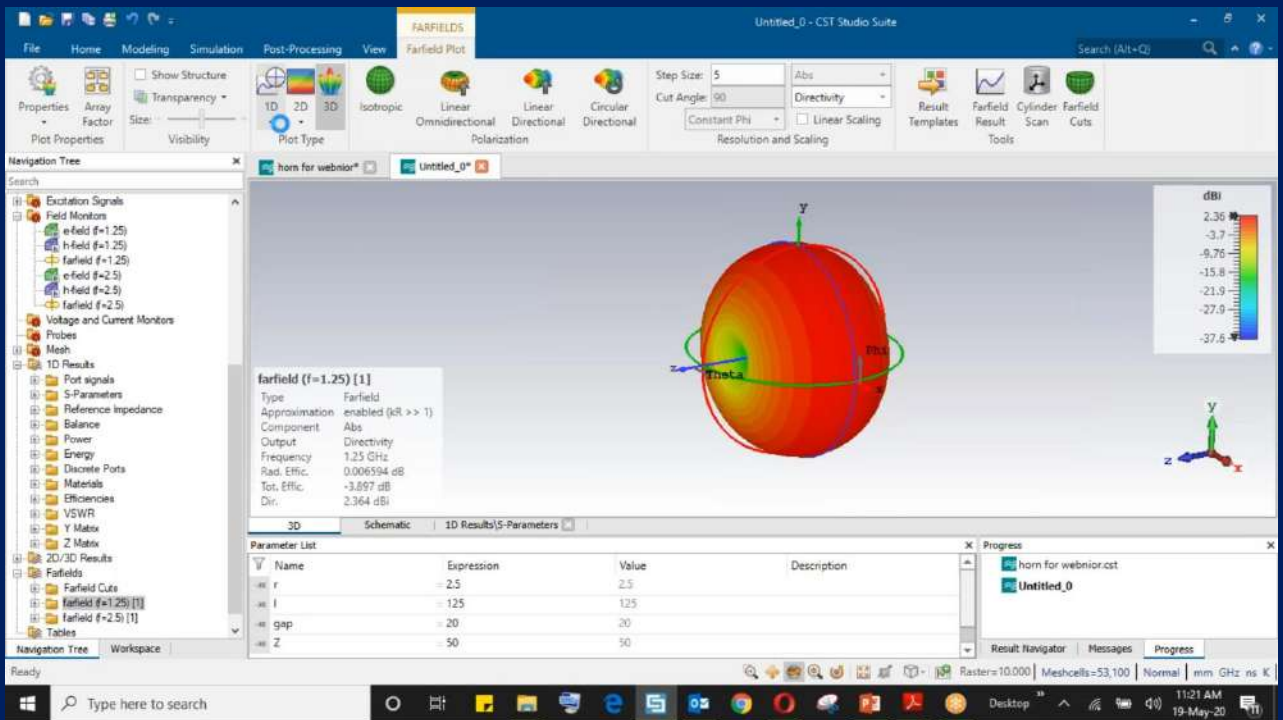 FARFIELDS
Untitled_0 - CST Studio Suite
File Home Modeling Simulation Post-Processing View Farfield Plot
Search (Alt+Q)
Show Structure
Transparency
Size:
Properties Array Factor
1D 2D 3D
Isotropic
Linear Omnidirectional
Linear Directional
Circular Directional
Step Size: 5
Abs
Cut Angle: 90
Directivity
Constant Phi
Linear Scaling
Result Templates
Farfield Result
Cylinder Scan
Farfield Cuts
Plot Properties
Visibility
Plot Type
Polarization
Resolution and Scaling
Tools
Navigation Tree
horn for webnior*
Untitled_0*
Search
Excitation Signals
Field Monitors
e-field (f=1.25)
h-field (f=1.25)
farfield (f=1.25)
e-field (f=2.5)
h-field (f=2.5)
farfield (f=2.5)
Voltage and Current Monitors
Probes
Mesh
1D Results
Port signals
S-Parameters
Reference Impedance
Balance
Power
Energy
Discrete Ports
Materials
Efficiencies
VSWR
Y Matrix
Z Matrix
2D/3D Results
Farfields
Farfield Cuts
farfield (f=1.25) [1]
farfield (f=2.5) [1]
Tables
Navigation Tree Workspace
y
z
Theta
Phi
x
dBi
2.36
-3.7
-9.76
-15.8
-21.9
-27.9
-37.6
y
z
x
farfield (f=1.25) [1]
Type Farfield
Approximation enabled (kR >> 1)
Component Abs
Output Directivity
Frequency 1.25 GHz
Rad. Effic. 0.006594 dB
Tot. Effic. -3.897 dB
Dir. 2.364 dBi
3D Schematic 1D Results\S-Parameters
Parameter List
Name Expression Value Description
r = 2.5 2.5
l = 125 125
gap = 20 20
Z = 50 50
Progress
horn for webnior.cst
Untitled_0
Result Navigator Messages Progress
Ready
Raster=10.000 Meshcells=53,100 Normal mm GHz ns K
Type here to search
Desktop
11:21 AM
19-May-20